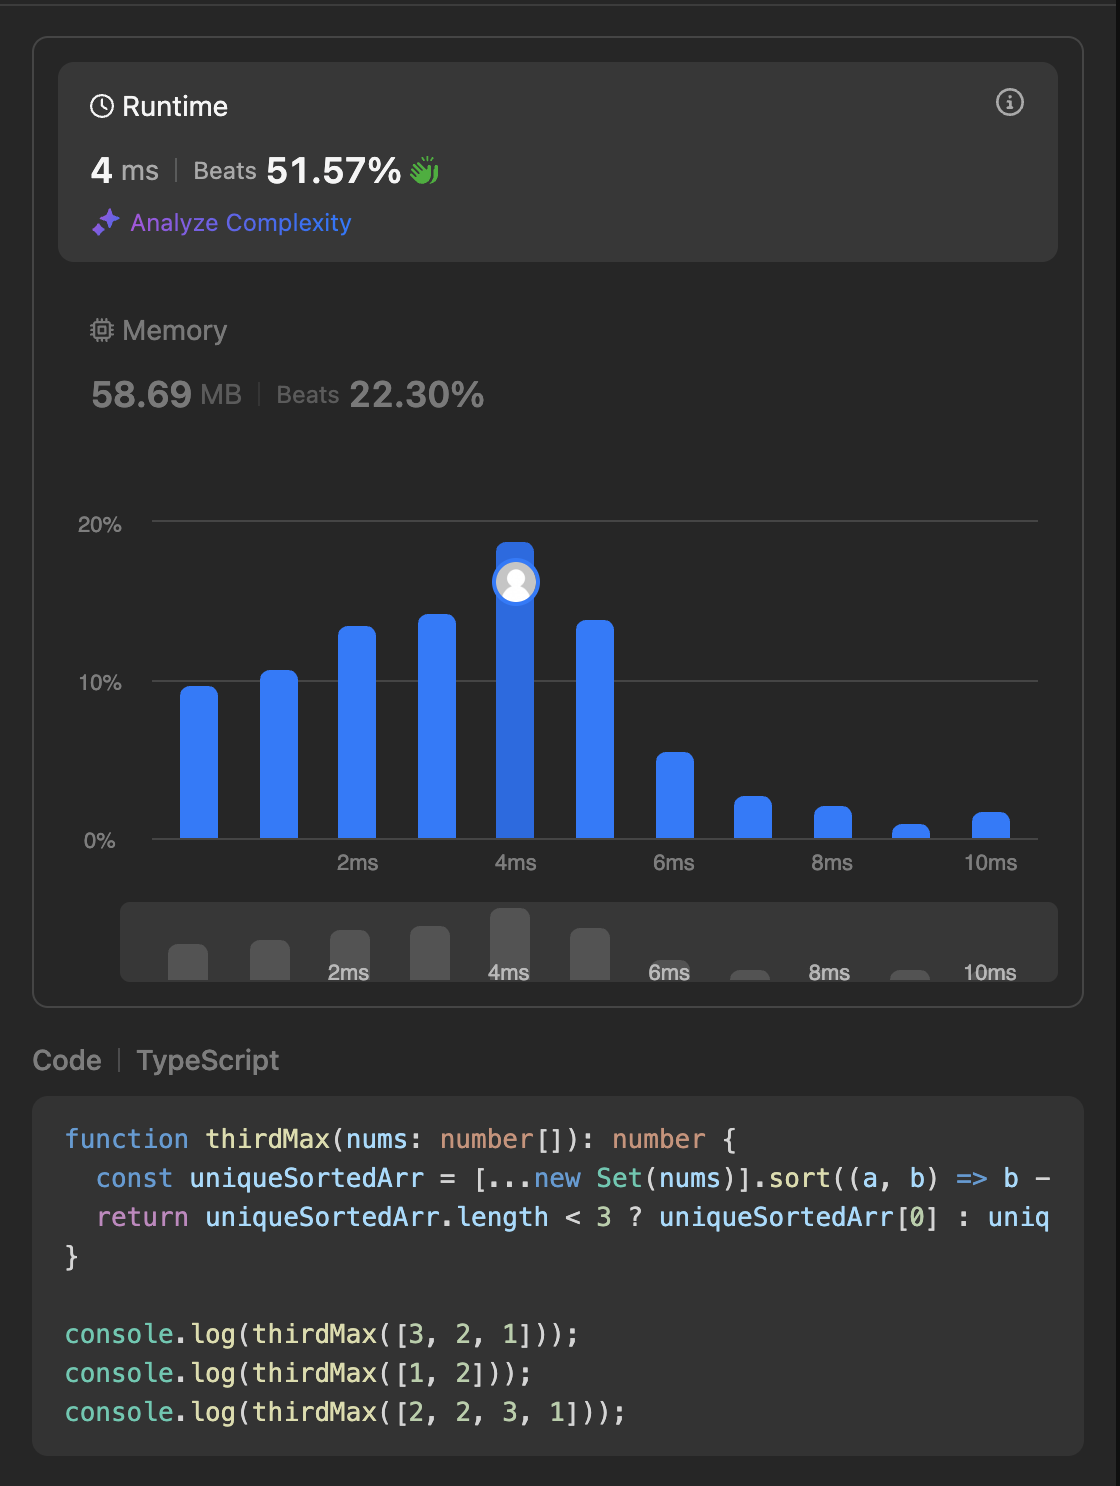 Runtime
4 ms | Beats 51.57%
Analyze Complexity
Memory
58.69 MB | Beats 22.30%
20%
10%
0%
2ms 4ms 6ms 8ms 10ms
2ms 4ms 6ms 8ms 10ms
Code | TypeScript
function thirdMax(nums: number[]): number {
  const uniqueSortedArr = [...new Set(nums)].sort((a, b) => b -
  return uniqueSortedArr.length < 3 ? uniqueSortedArr[0] : uniq
}
console.log(thirdMax([3, 2, 1]));
console.log(thirdMax([1, 2]));
console.log(thirdMax([2, 2, 3, 1]));